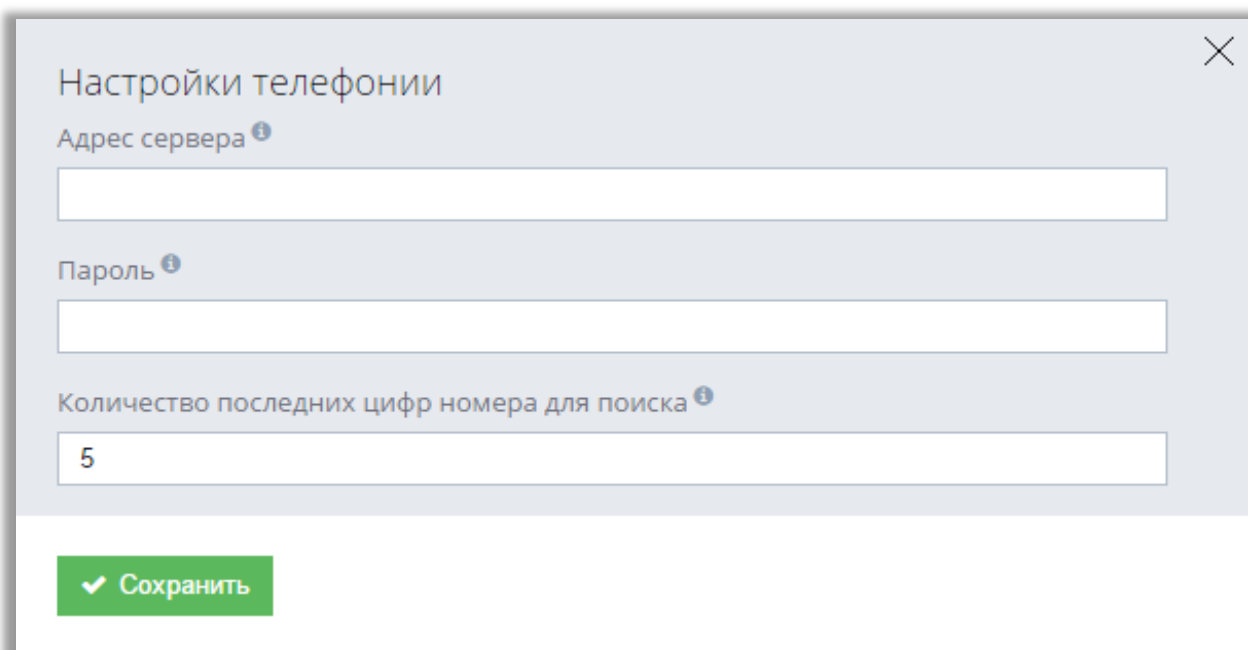 Настройки телефонии
Адрес сервера
Пароль
Количество последних цифр номера для поиска
5
Сохранить